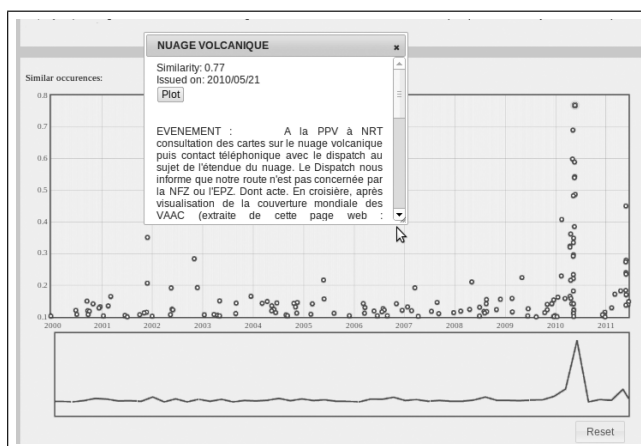 NUAGE VOLCANIQUE
Similarity: 0.77
Issued on: 2010/05/21
Plot
EVENEMENT : A la PPV à NRT
consultation des cartes sur le nuage volcanique
puis contact téléphonique avec le dispatch au
sujet de l'étendue du nuage. Le Dispatch nous
informe que notre route n'est pas concernée par
la NFZ ou l'EPZ. Dont acte. En croisière, après
visualisation de la couverture mondiale des
VAAC (extraite de cette page web :
Similar occurences:
0.8
0.7
0.6
0.5
0.4
0.3
0.2
0.1
2000 2001 2002 2003 2004 2005 2006 2007 2008 2009 2010 2011
Reset